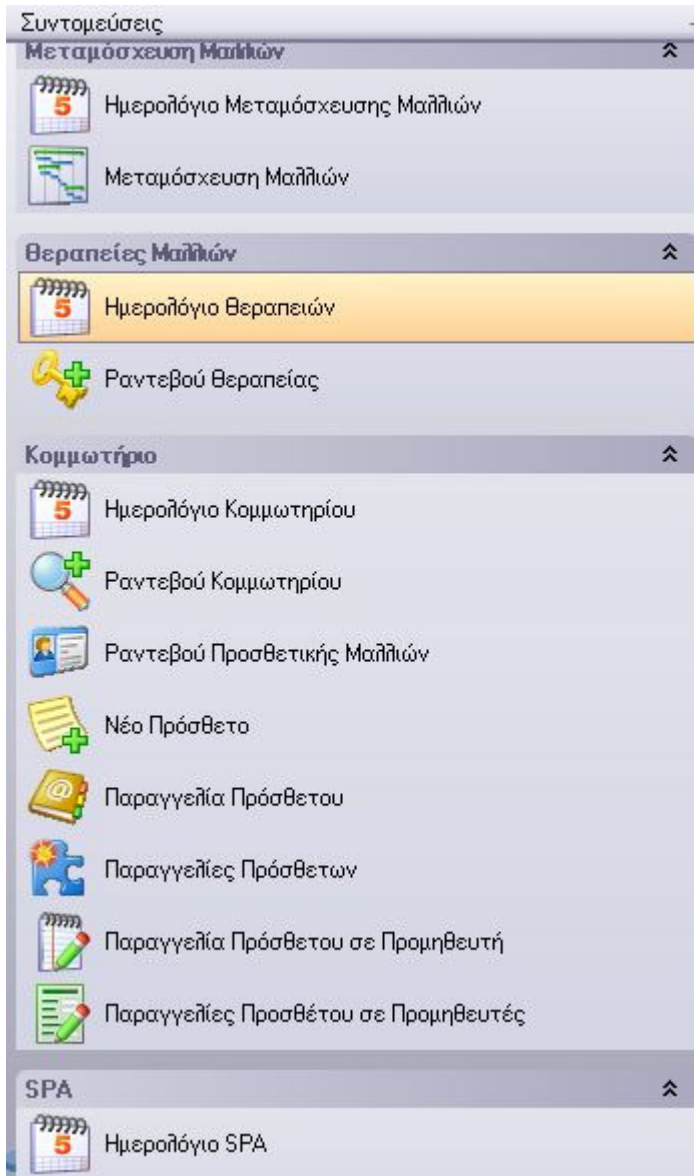 Συντομεύσεις
Μεταμόσχευση Μαλλιών
Ημερολόγιο Μεταμόσχευσης Μαλλιών
Μεταμόσχευση Μαλλιών
Θεραπείες Μαλλιών
Ημερολόγιο Θεραπειών
Ραντεβού Θεραπείας
Κομμωτήριο
Ημερολόγιο Κομμωτηρίου
Ραντεβού Κομμωτηρίου
Ραντεβού Προσθετικής Μαλλιών
Νέο Πρόσθετο
Παραγγελία Πρόσθετου
Παραγγελίες Πρόσθετων
Παραγγελία Πρόσθετου σε Προμηθευτή
Παραγγελίες Προσθέτου σε Προμηθευτές
SPA
Ημερολόγιο SPA